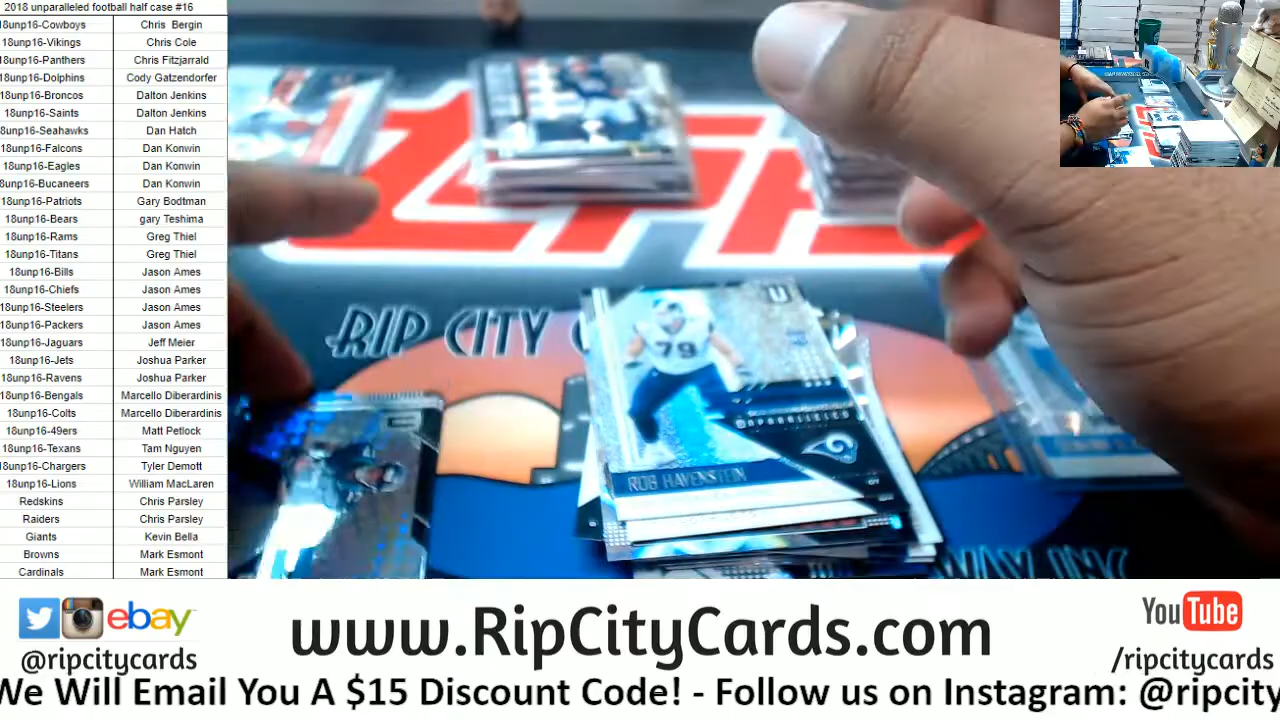 2018 unparalleled football half case #16
18unp16-Cowboys Chris Bergin
18unp16-Vikings Chris Cole
18unp16-Panthers Chris Fitzjarrald
18unp16-Dolphins Cody Gatzendorfer
18unp16-Broncos Dalton Jenkins
18unp16-Saints Dalton Jenkins
8unp16-Seahawks Dan Hatch
18unp16-Falcons Dan Konwin
18unp16-Eagles Dan Konwin
8unp16-Bucaneers Dan Konwin
18unp16-Patriots Gary Bodtman
18unp16-Bears gary Teshima
18unp16-Rams Greg Thiel
18unp16-Titans Greg Thiel
18unp16-Bills Jason Ames
18unp16-Chiefs Jason Ames
18unp16-Steelers Jason Ames
18unp16-Packers Jason Ames
18unp16-Jaguars Jeff Meier
18unp16-Jets Joshua Parker
18unp16-Ravens Joshua Parker
18unp16-Bengals Marcello Diberardinis
18unp16-Colts Marcello Diberardinis
18unp16-49ers Matt Petlock
18unp16-Texans Tam Nguyen
18unp16-Chargers Tyler Demott
18unp16-Lions William MacLaren
Redskins Chris Parsley
Raiders Chris Parsley
Giants Kevin Bella
Browns Mark Esmont
Cardinals Mark Esmont
RIP CITY
U
79
UNPARALLELED
ROB HAVENSTEIN
ebay
@ripcitycards
www.RipCityCards.com
YouTube
/ripcitycards
We Will Email You A $15 Discount Code! - Follow us on Instagram: @ripcity